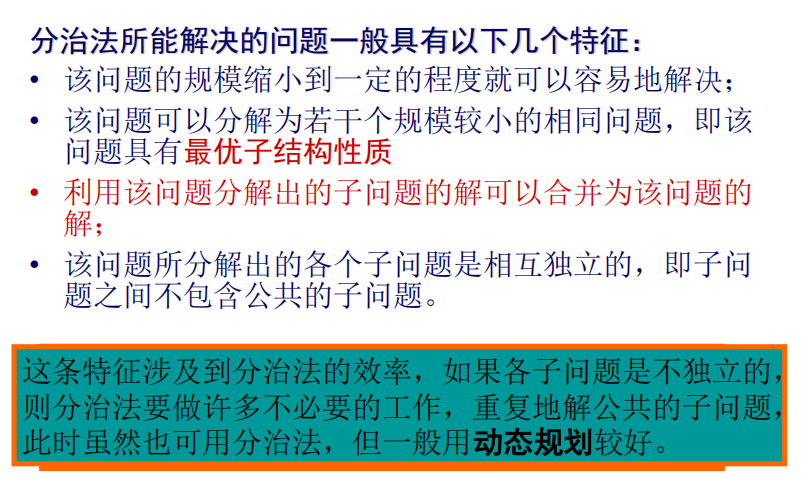 分治法所能解决的问题一般具有以下几个特征：
• 该问题的规模缩小到一定的程度就可以容易地解决；
• 该问题可以分解为若干个规模较小的相同问题，即该
问题具有最优子结构性质
• 利用该问题分解出的子问题的解可以合并为该问题的
解；
• 该问题所分解出的各个子问题是相互独立的，即子问
题之间不包含公共的子问题。
这条特征涉及到分治法的效率，如果各子问题是不独立的，
则分治法要做许多不必要的工作，重复地解公共的子问题，
此时虽然也可用分治法，但一般用动态规划较好。